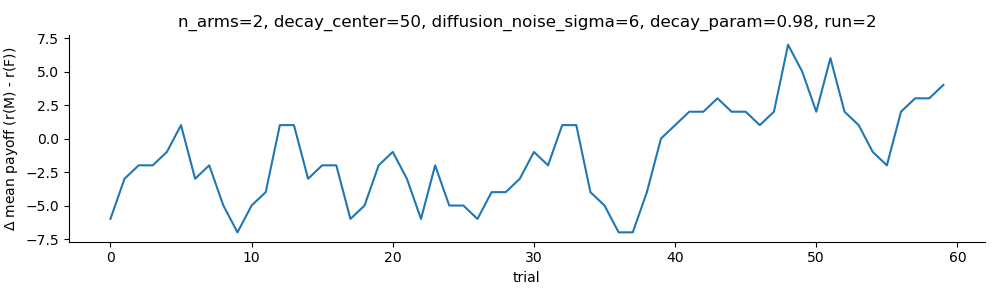 n_arms=2, decay_center=50, diffusion_noise_sigma=6, decay_param=0.98, run=2
Δ mean payoff (r(M) - r(F))
7.5
5.0
2.5
0.0
−2.5
−5.0
−7.5
0 10 20 30 40 50 60
trial